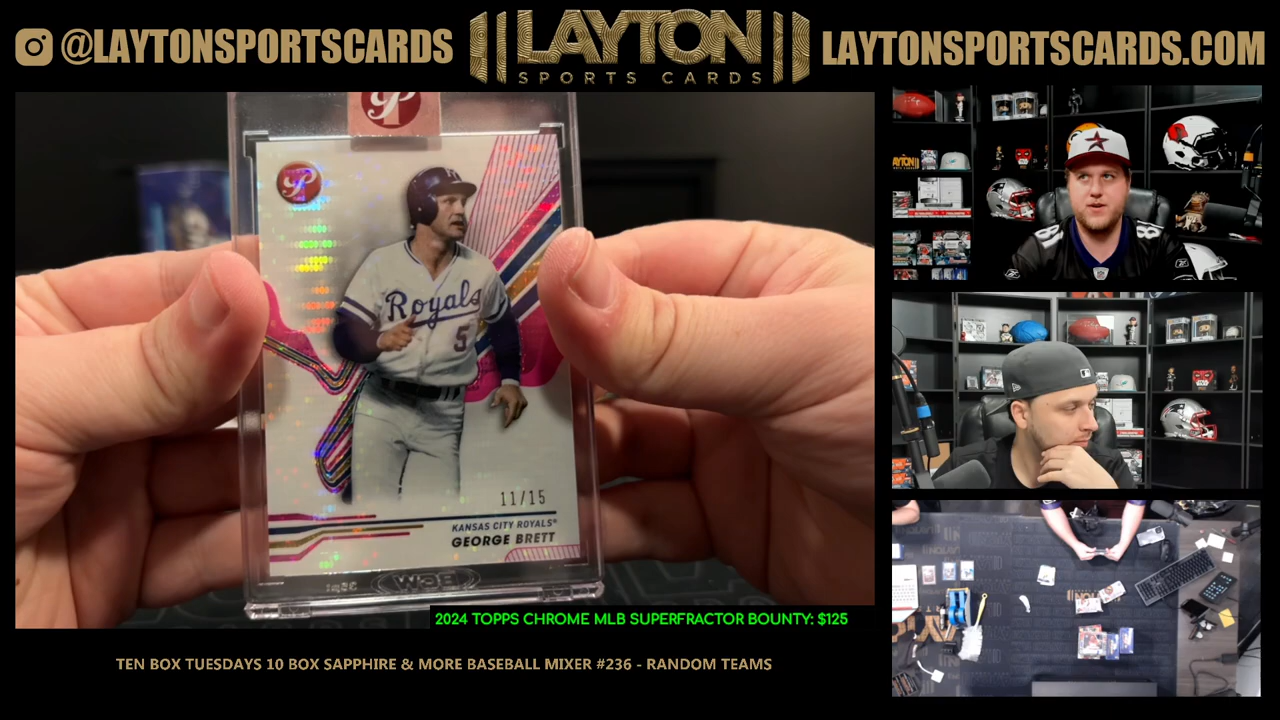 @LAYTONSPORTSCARDS
LAYTON
SPORTS CARDS
LAYTONSPORTSCARDS.COM
Royals
5
11/15
KANSAS CITY ROYALS®
GEORGE BRETT
BCW
2024 TOPPS CHROME MLB SUPERFRACTOR BOUNTY: $125
TEN BOX TUESDAYS 10 BOX SAPPHIRE & MORE BASEBALL MIXER #236 - RANDOM TEAMS